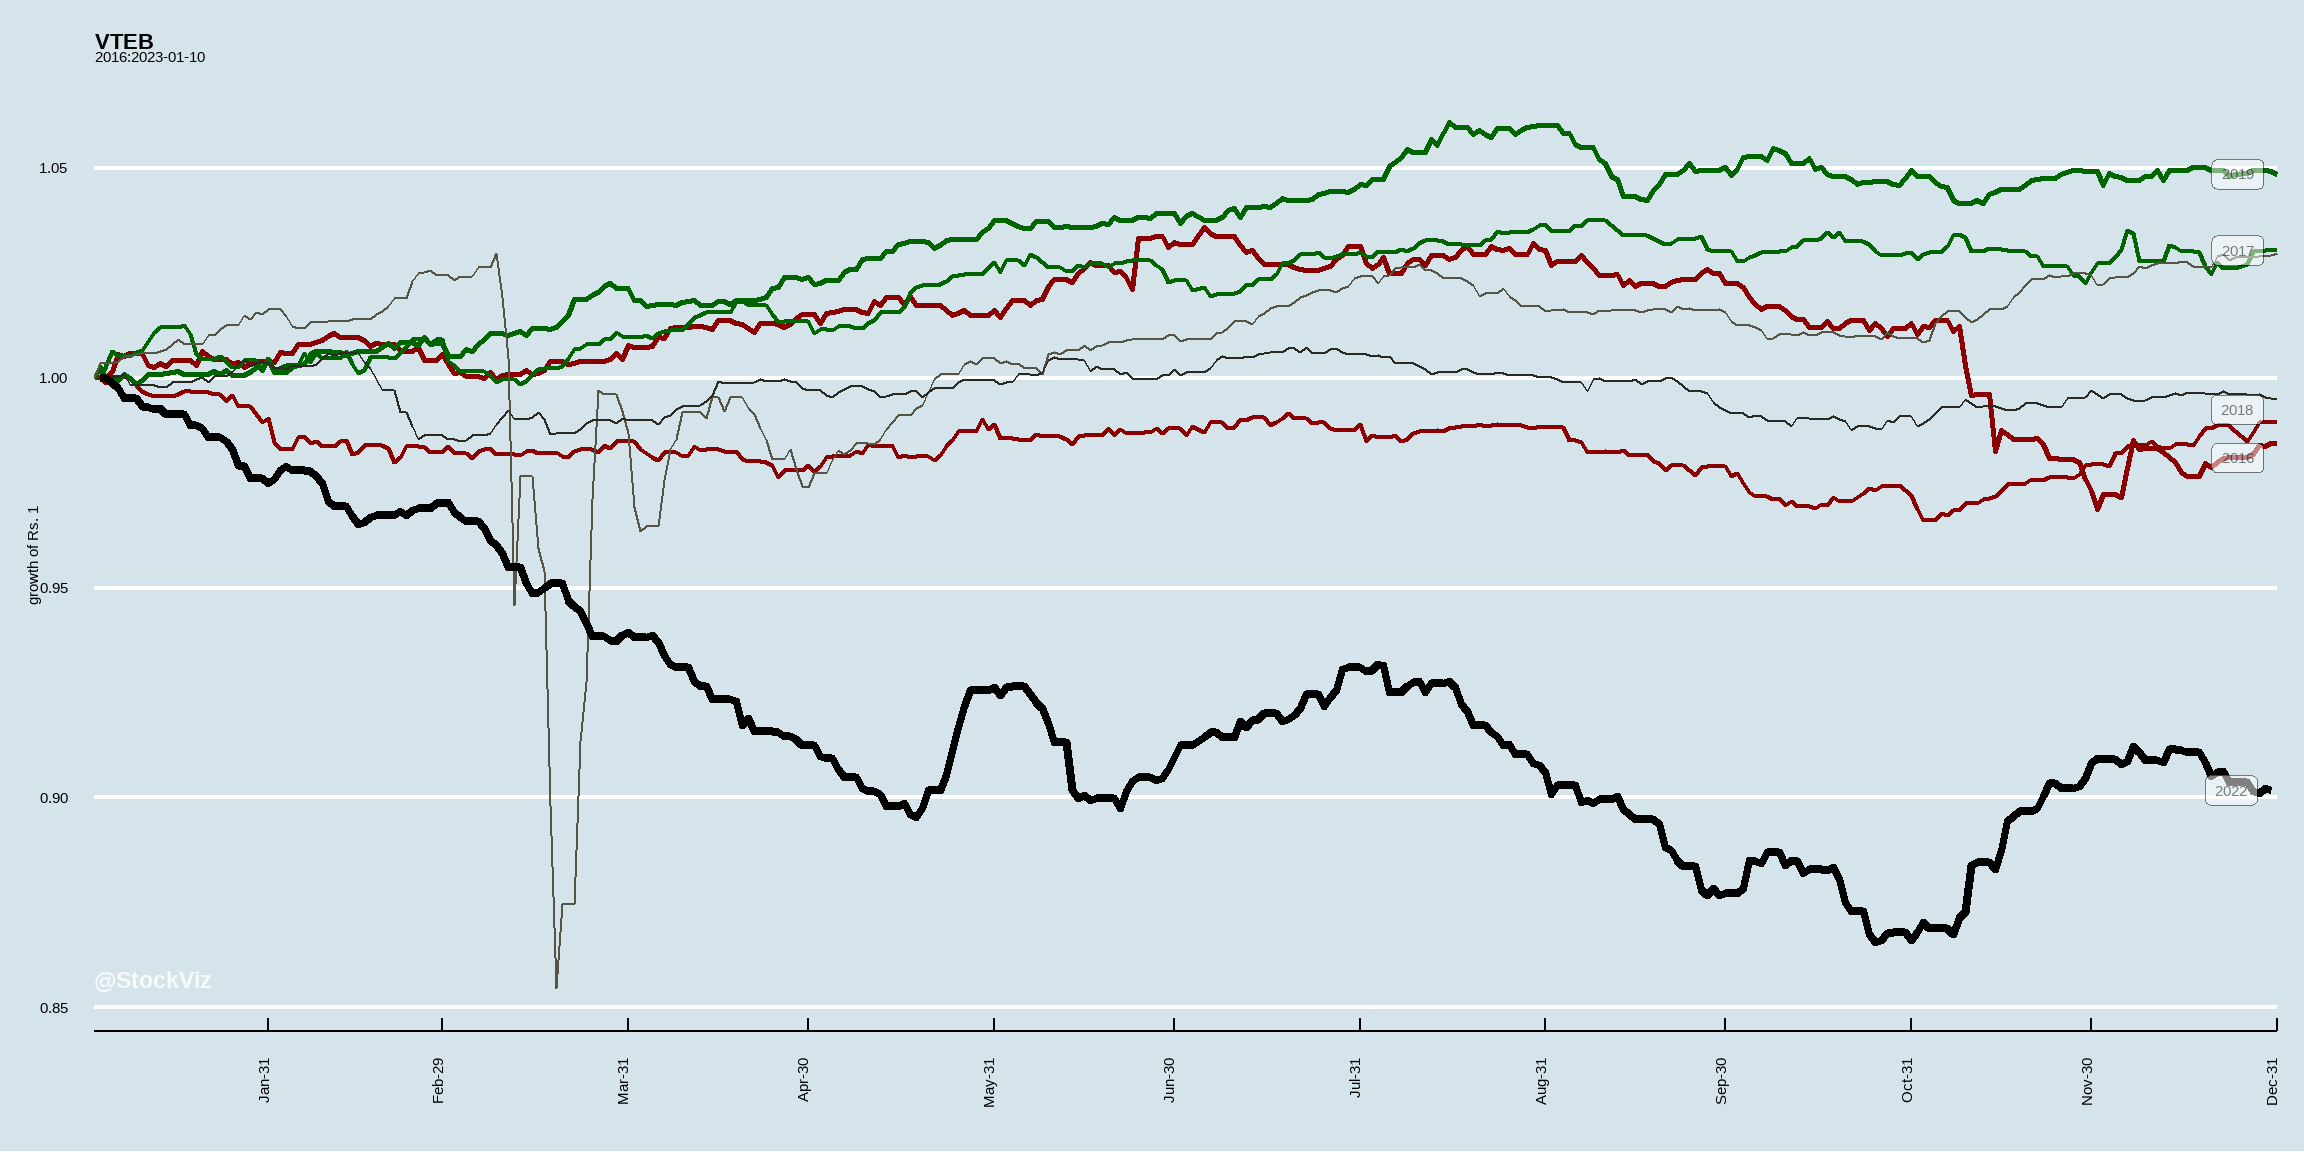 VTEB
2016:2023-01-10
1.05
1.00
0.95
0.90
0.85
growth of Rs. 1
2019
2017
2018
2016
2022
@StockViz
Jan-31
Feb-29
Mar-31
Apr-30
May-31
Jun-30
Jul-31
Aug-31
Sep-30
Oct-31
Nov-30
Dec-31